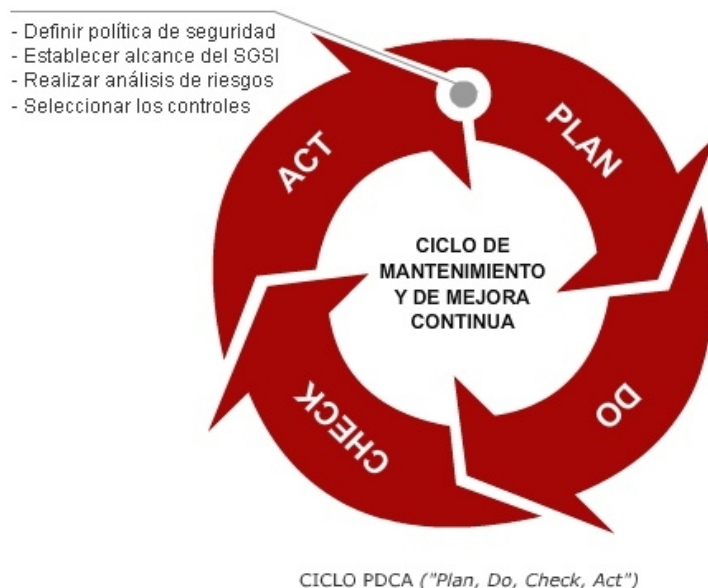 - Definir política de seguridad
- Establecer alcance del SGSI
- Realizar análisis de riesgos
- Seleccionar los controles
ACT
PLAN
CICLO DE
MANTENIMIENTO
Y DE MEJORA
CONTINUA
CHECK
DO
CICLO PDCA ("Plan, Do, Check, Act")